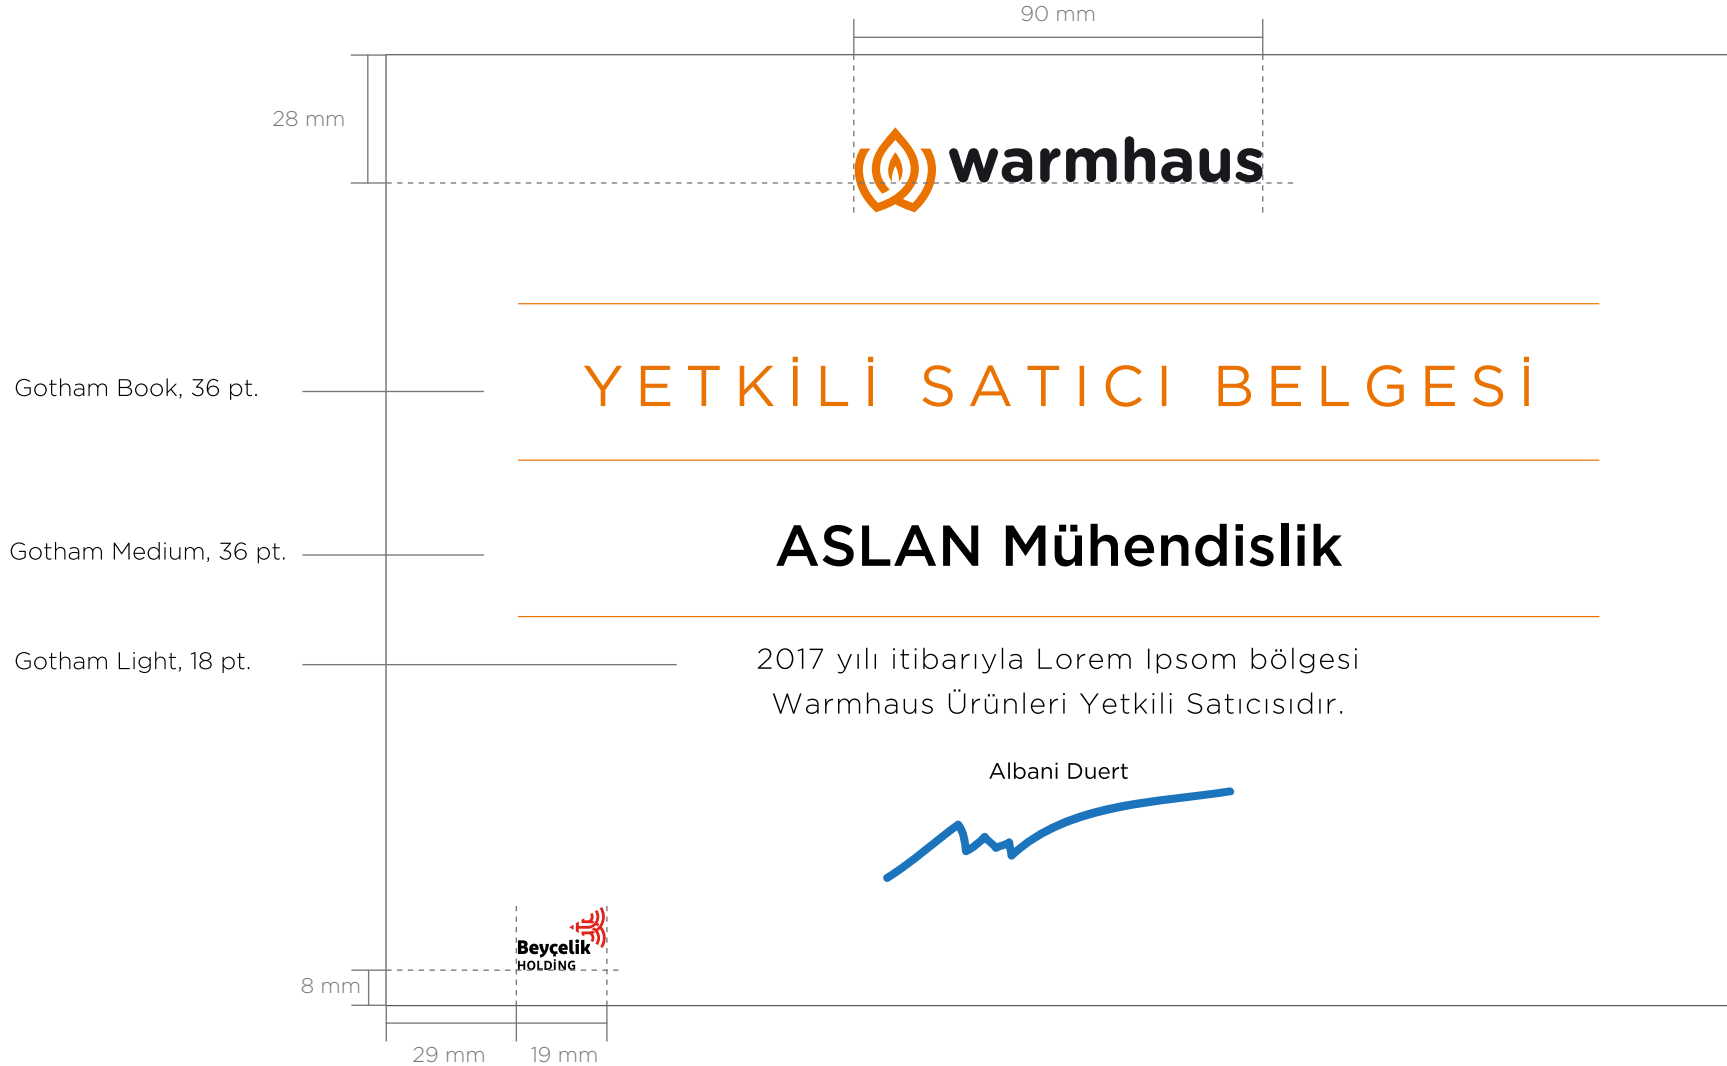 90 mm
28 mm
warmhaus
Gotham Book, 36 pt.
YETKİLİ SATICI BELGESİ
Gotham Medium, 36 pt.
ASLAN Mühendislik
Gotham Light, 18 pt.
2017 yılı itibarıyla Lorem Ipsom bölgesi
Warmhaus Ürünleri Yetkili Satıcısıdır.
Albani Duert
Beyçelik
HOLDİNG
8 mm
29 mm
19 mm